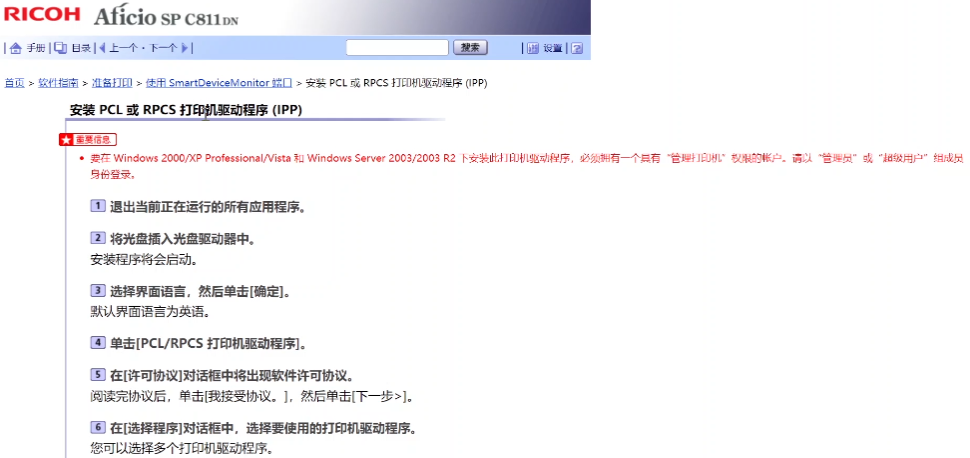 RICOH Aficio SP C811DN
手册 目录 上一个・下一个 搜索 设置 ?
首页 > 软件指南 > 准备打印 > 使用 SmartDeviceMonitor 端口 > 安装 PCL 或 RPCS 打印机驱动程序 (IPP)
安装 PCL 或 RPCS 打印机驱动程序 (IPP)
重要信息
• 要在 Windows 2000/XP Professional/Vista 和 Windows Server 2003/2003 R2 下安装此打印机驱动程序，必须拥有一个具有“管理打印机”权限的帐户。请以“管理员”或“超级用户”组成员
身份登录。
1 退出当前正在运行的所有应用程序。
2 将光盘插入光盘驱动器中。
安装程序将会启动。
3 选择界面语言，然后单击[确定]。
默认界面语言为英语。
4 单击[PCL/RPCS 打印机驱动程序]。
5 在[许可协议]对话框中将出现软件许可协议。
阅读完协议后，单击[我接受协议。]，然后单击[下一步>]。
6 在[选择程序]对话框中，选择要使用的打印机驱动程序。
您可以选择多个打印机驱动程序。